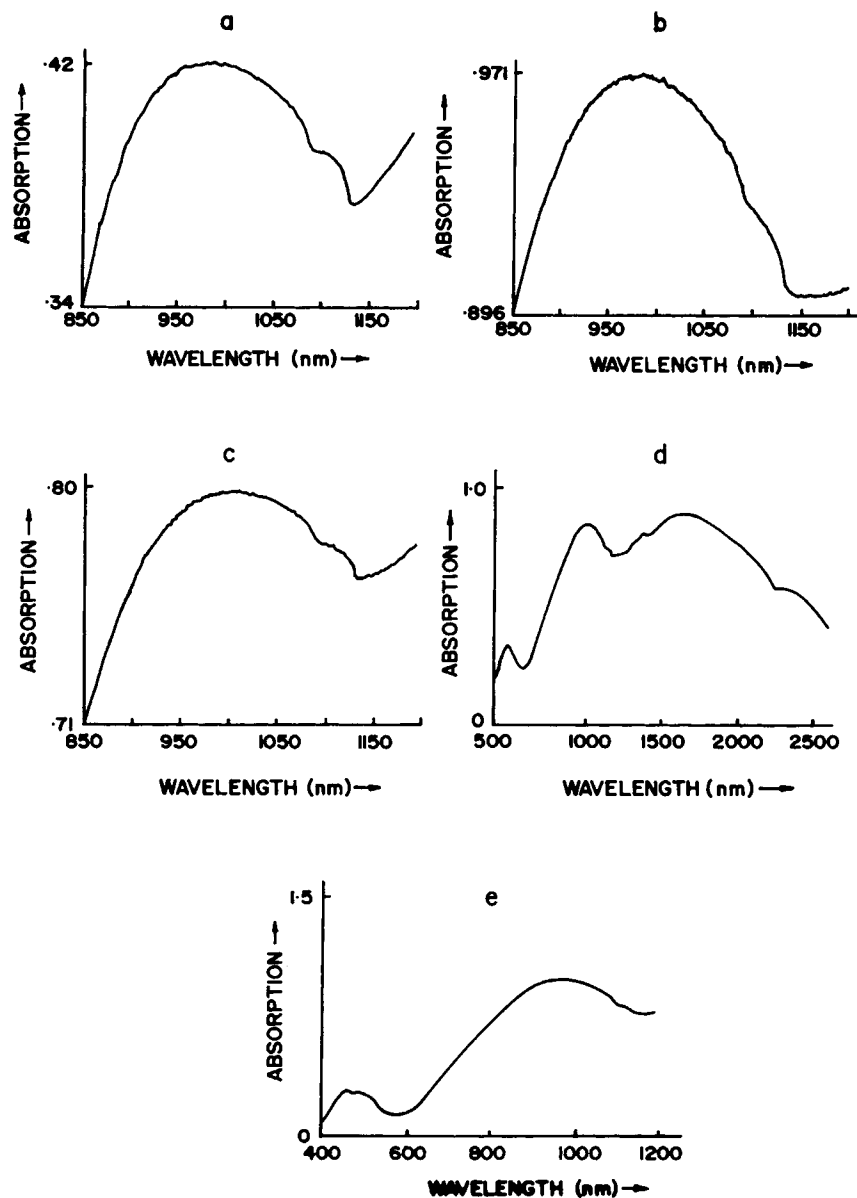 a
·42
ABSORPTION →
·34
850 950 1050 1150
WAVELENGTH (nm) →
b
·971
ABSORPTION →
·896
850 950 1050 1150
WAVELENGTH (nm) →
c
·80
ABSORPTION →
·71
850 950 1050 1150
WAVELENGTH (nm) →
d
1·0
ABSORPTION →
0
500 1000 1500 2000 2500
WAVELENGTH (nm) →
e
1·5
ABSORPTION →
0
400 600 800 1000 1200
WAVELENGTH (nm) →